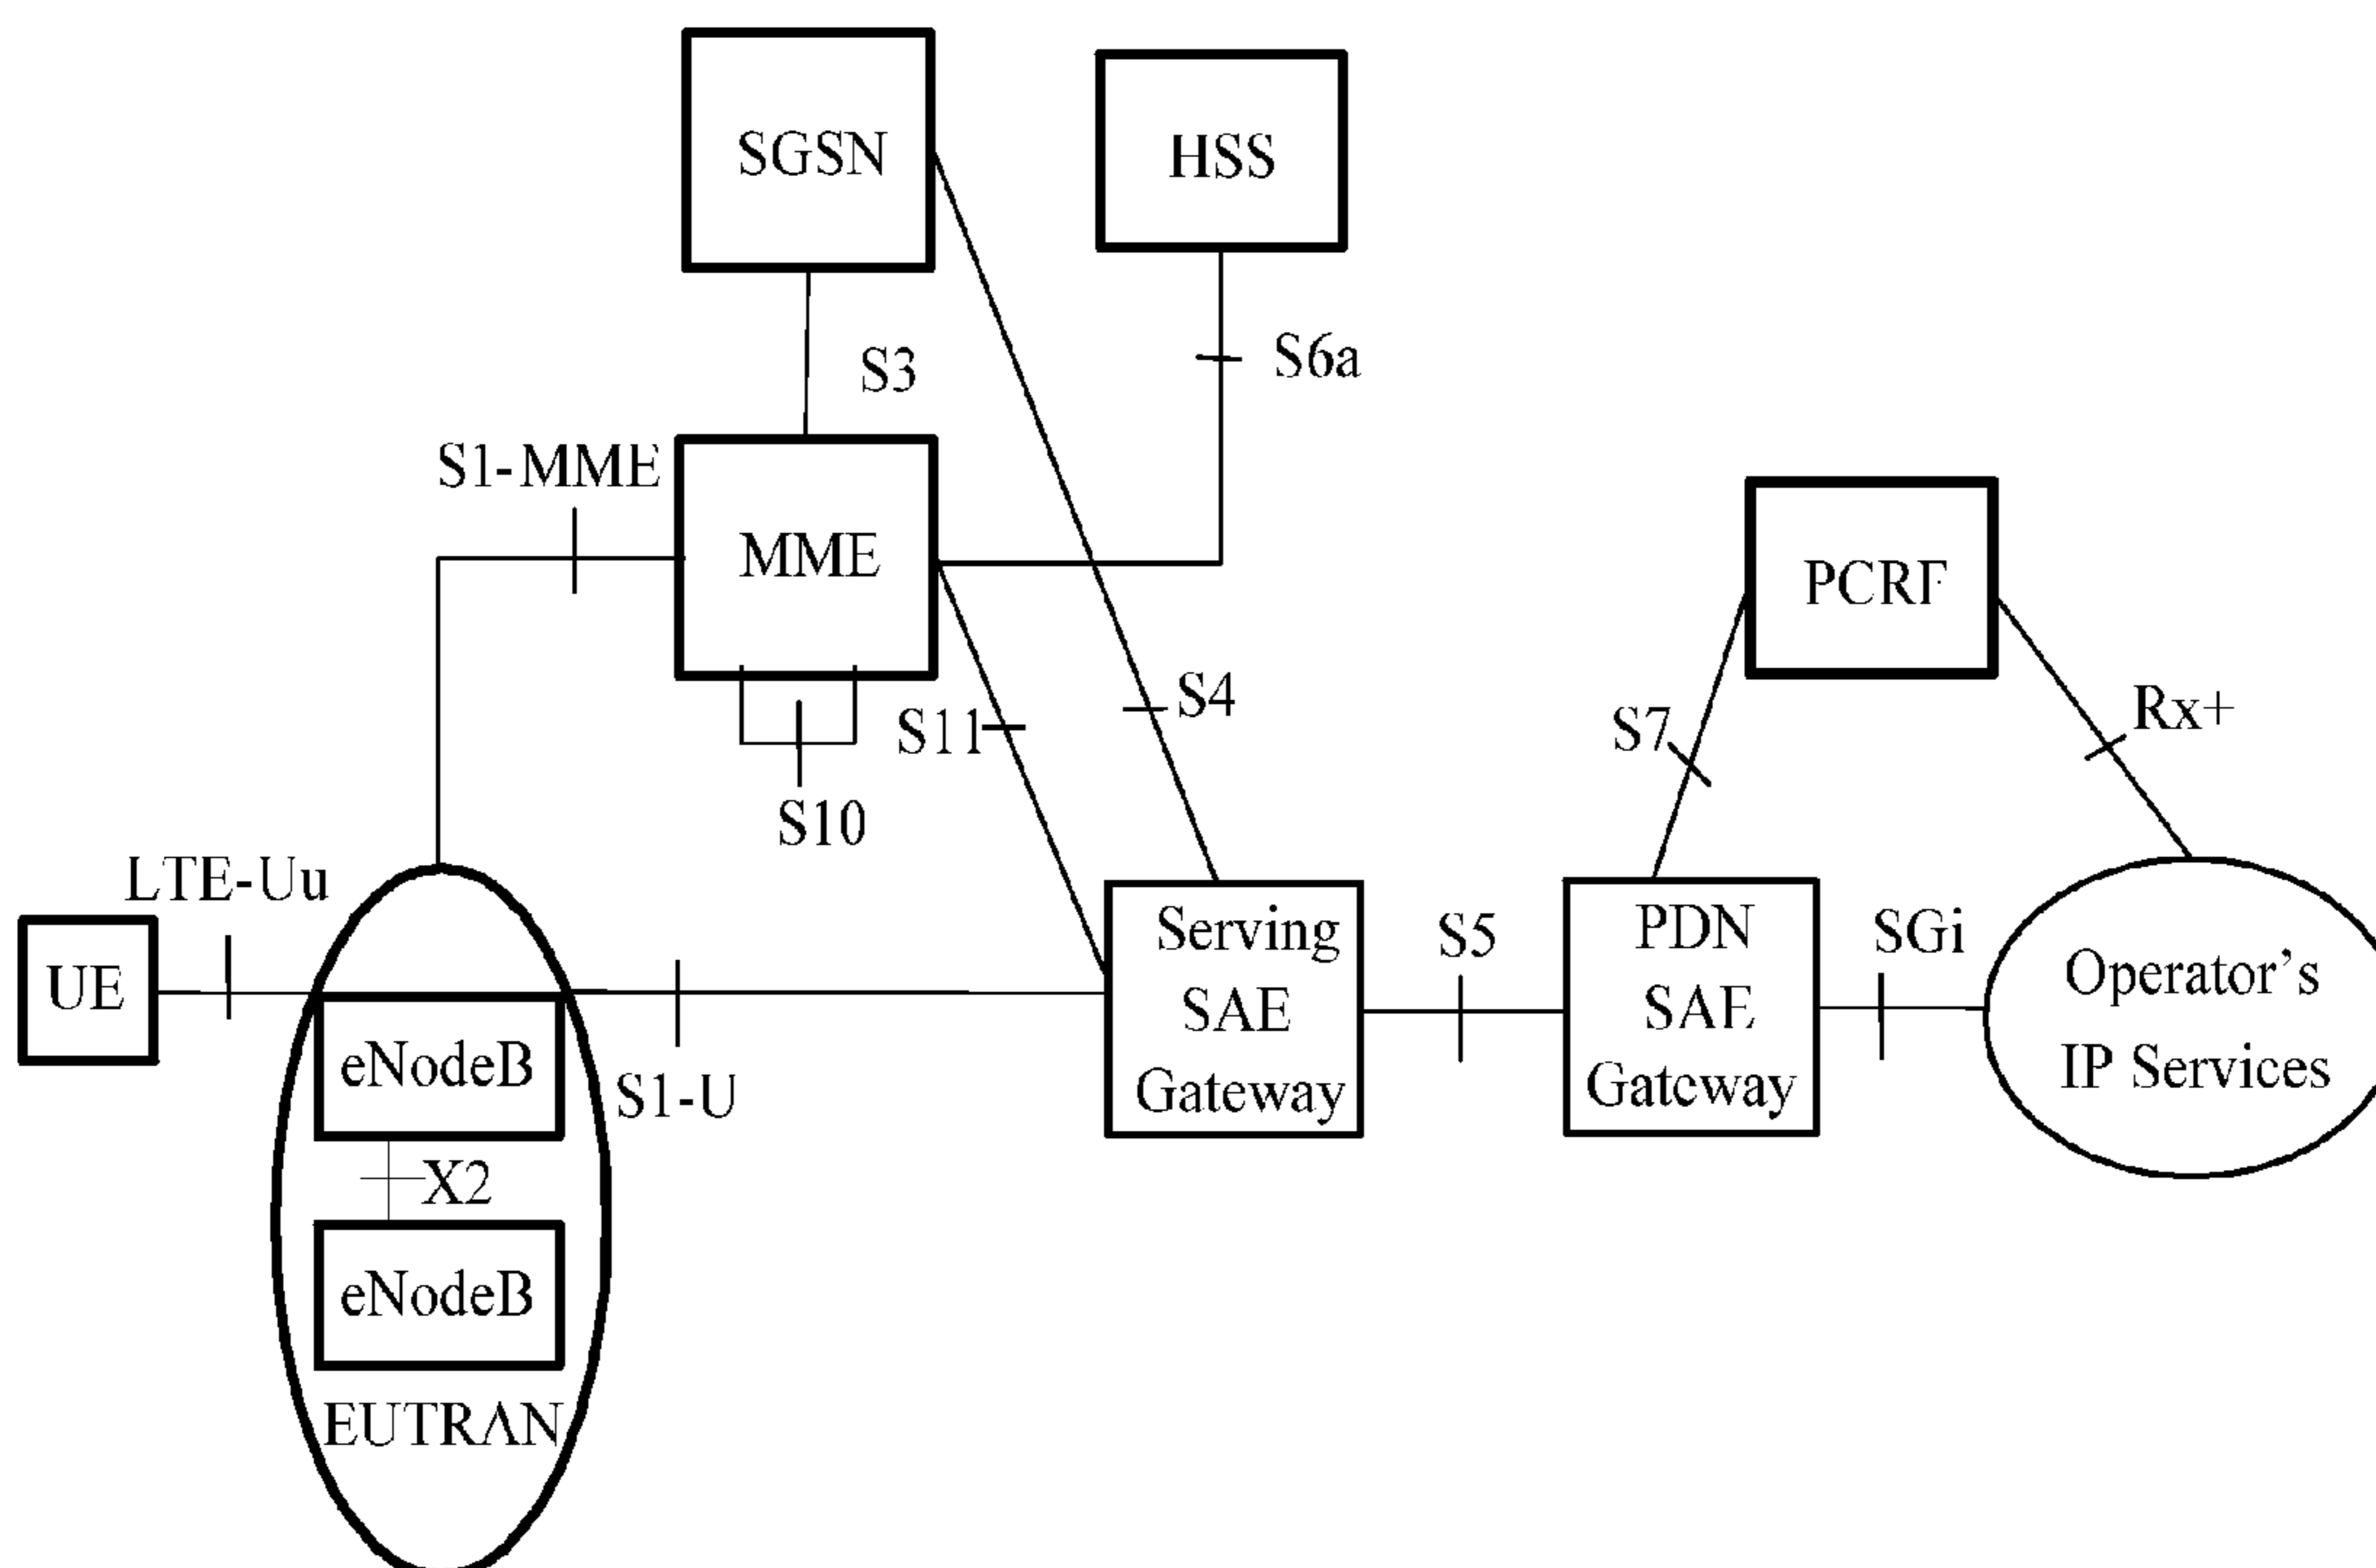 SGSN
HSS
S3
S6a
S1-MME
MME
PCRF
S11
S4
S7
Rx+
S10
LTE-Uu
UE
Serving
SAE
Gateway
S5
PDN
SAE
Gateway
SGi
Operator’s
IP Services
eNodeB
S1-U
X2
eNodeB
EUTRAN